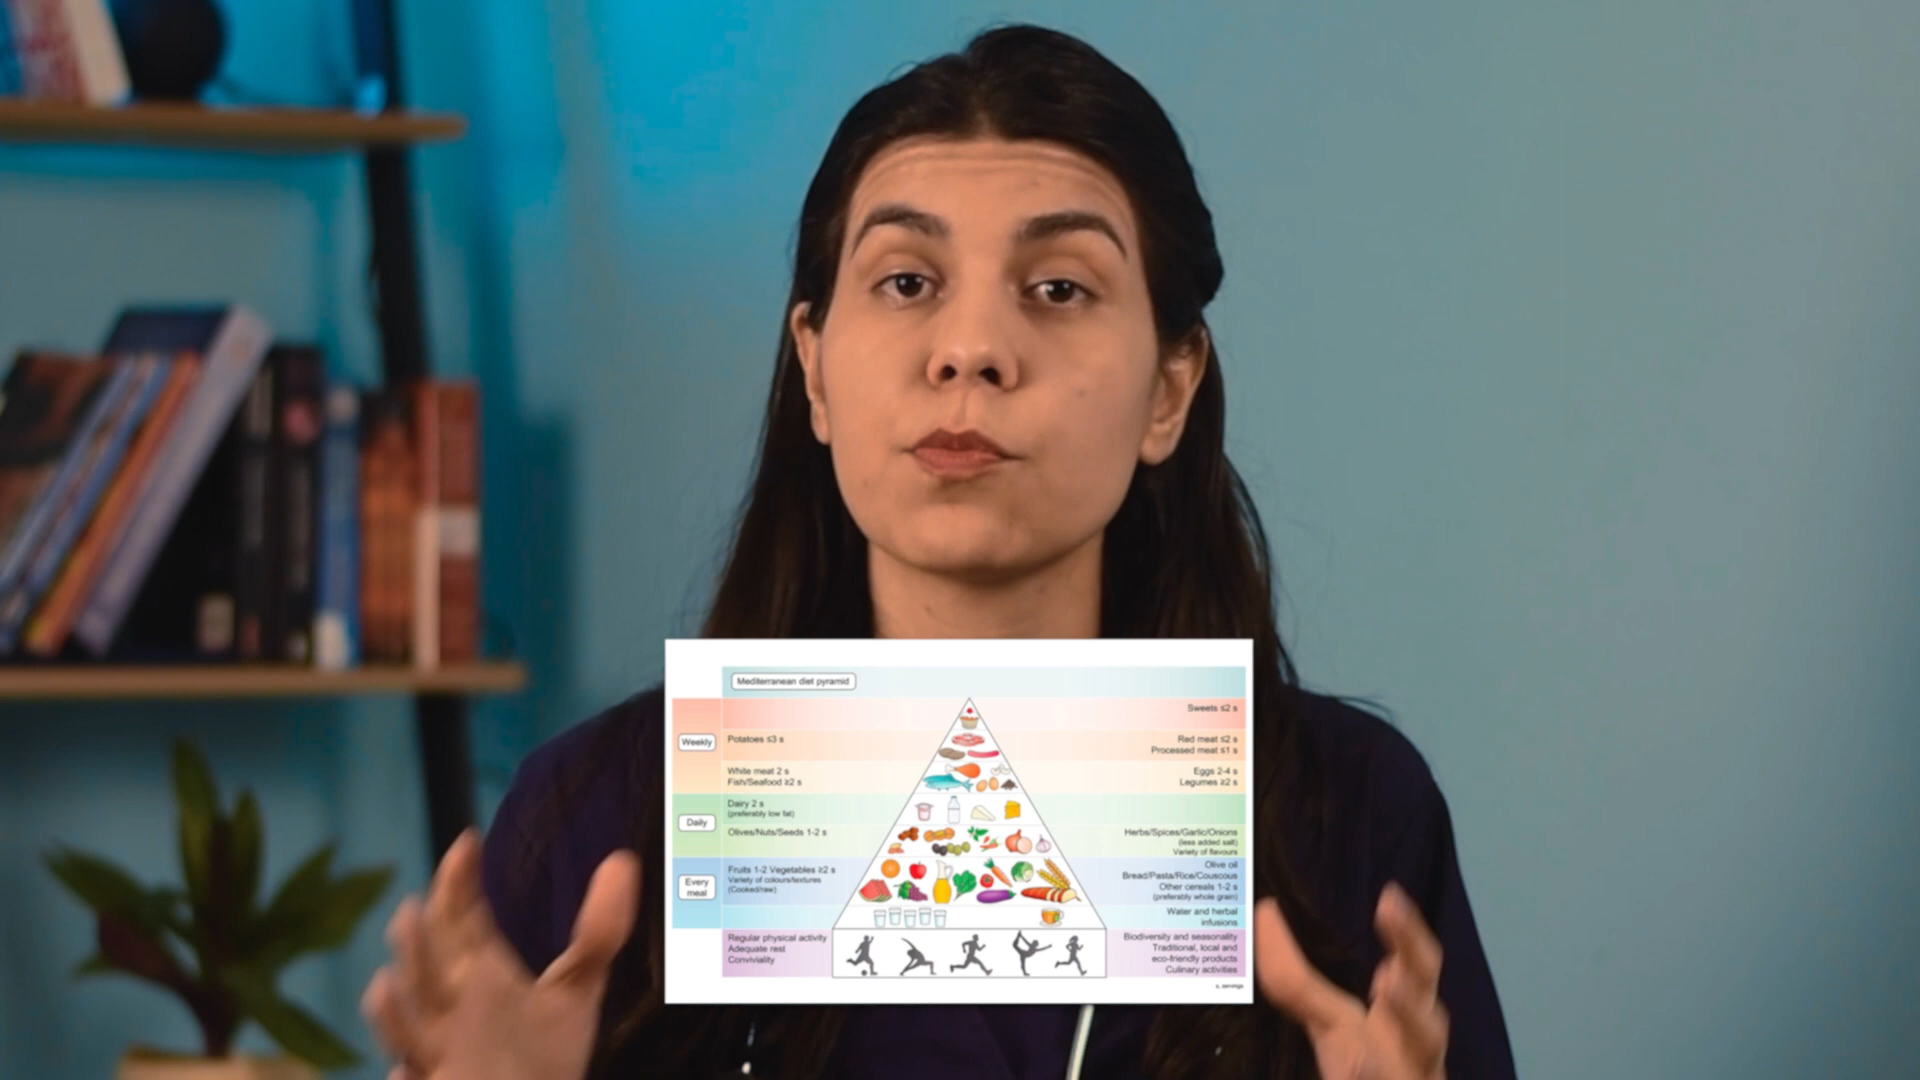 Mediterranean diet pyramid
Sweets ≤2 s
Weekly
Potatoes ≤3 s
Red meat ≤2 s
Processed meat ≤1 s
White meat 2 s
Fish/Seafood ≥2 s
Eggs 2-4 s
Legumes ≥2 s
Daily
Dairy 2 s
(preferably low fat)
Olives/Nuts/Seeds 1-2 s
Herbs/Spices/Garlic/Onions
(less added salt)
Variety of flavours
Every
meal
Fruits 1-2 Vegetables ≥2 s
Variety of colours/textures
(Cooked/raw)
Olive oil
Bread/Pasta/Rice/Couscous
Other cereals 1-2 s
(preferably whole grain)
Water and herbal
infusions
Regular physical activity
Adequate rest
Conviviality
Biodiversity and seasonality
Traditional, local and
eco-friendly products
Culinary activities
s, servings